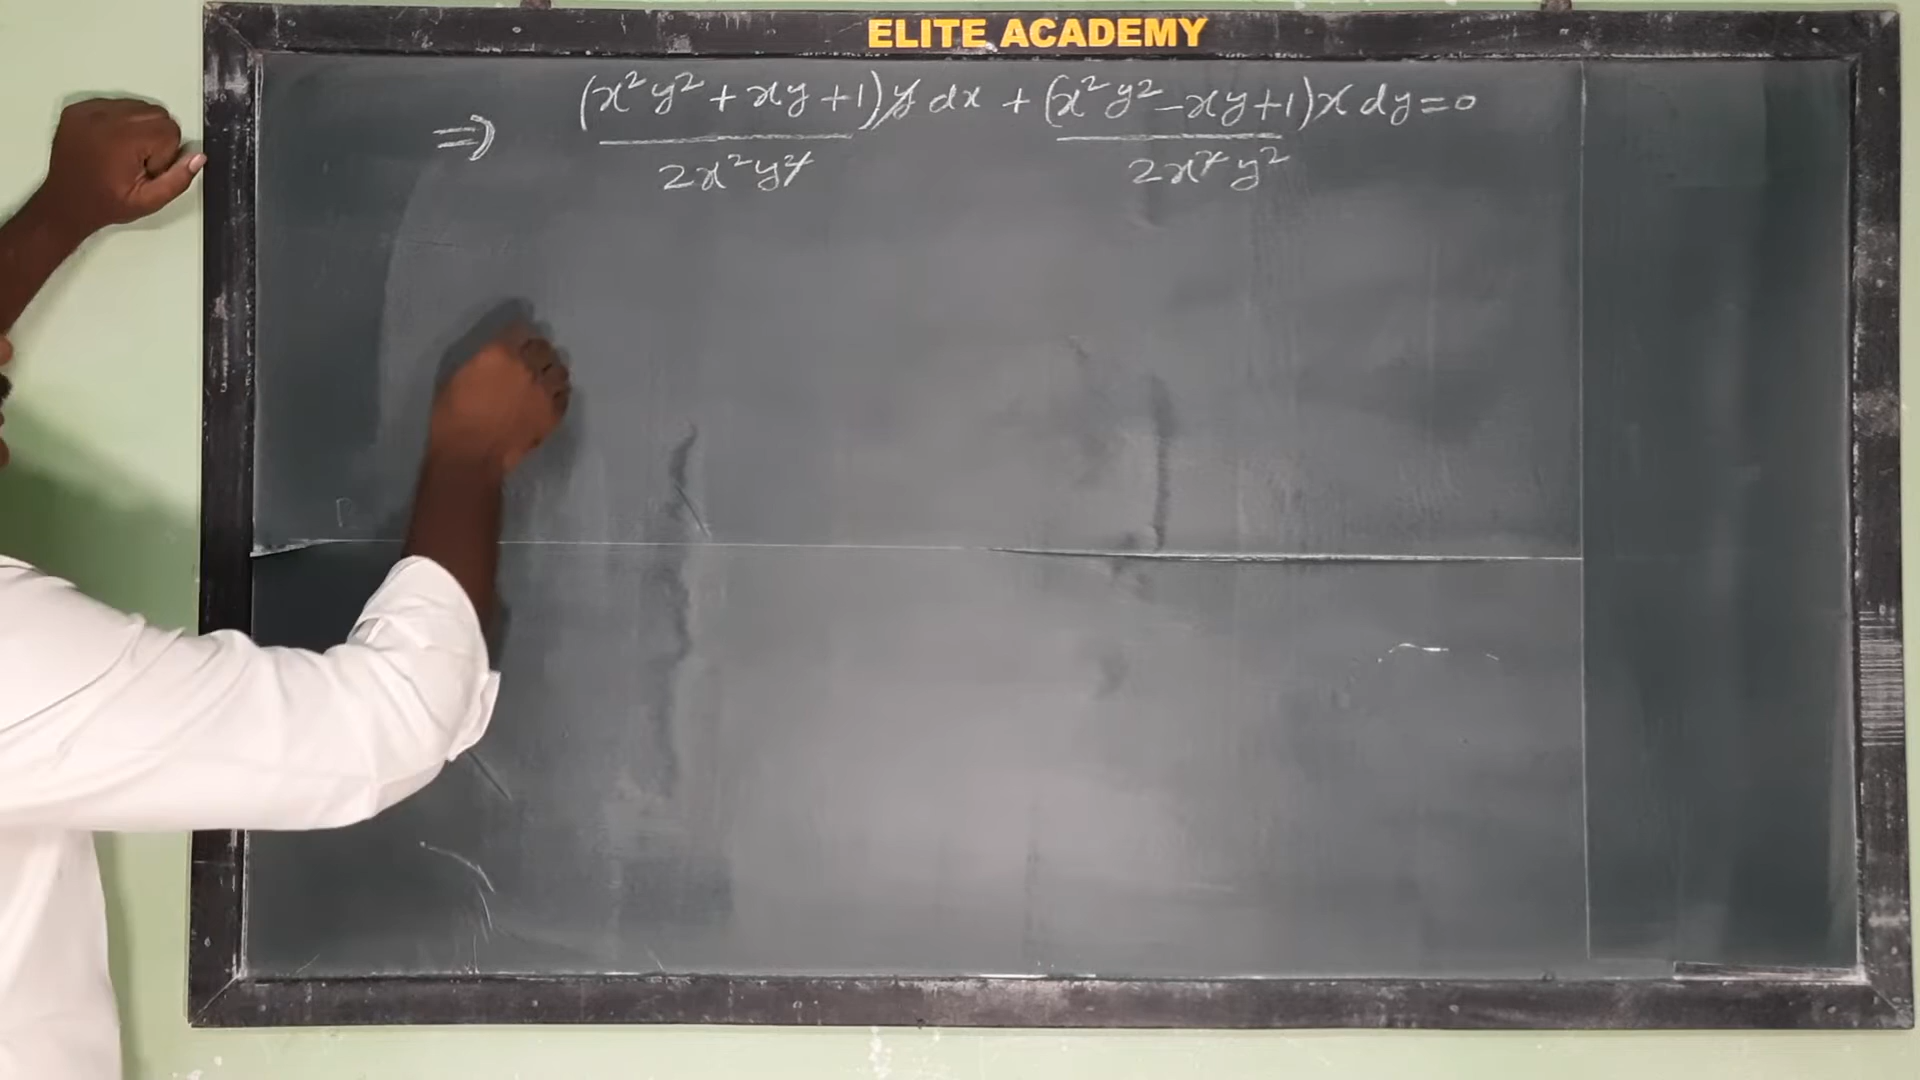 ELITE ACADEMY
⇒ (x²y² + xy + 1) y dx + (x²y² - xy + 1) x dy = 0
2x²y² 2x²y²